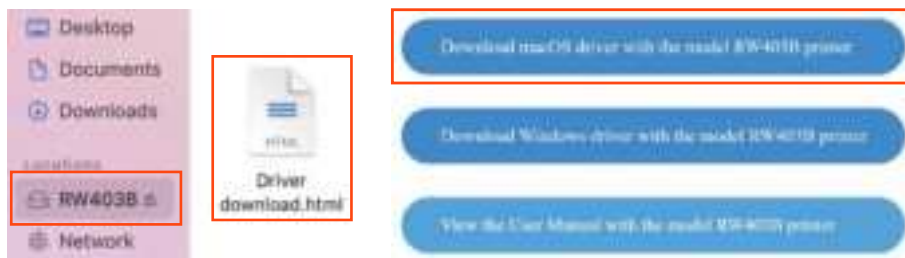 Desktop
Documents
Downloads
Locations
RW403B
Network
HTML
Driver
download.html
Download macOS driver with the model RW403B printer
Download Windows driver with the model RW403B printer
View the User Manual with the model RW403B printer